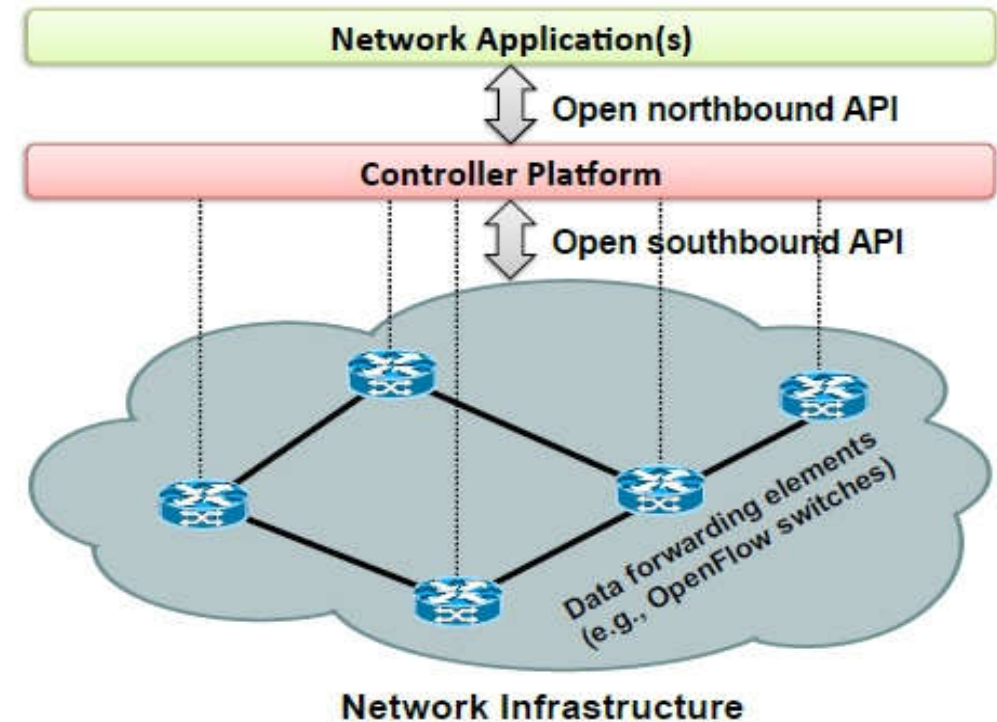 Network Application(s)
Open northbound API
Controller Platform
Open southbound API
Data forwarding elements
(e.g., OpenFlow switches)
Network Infrastructure